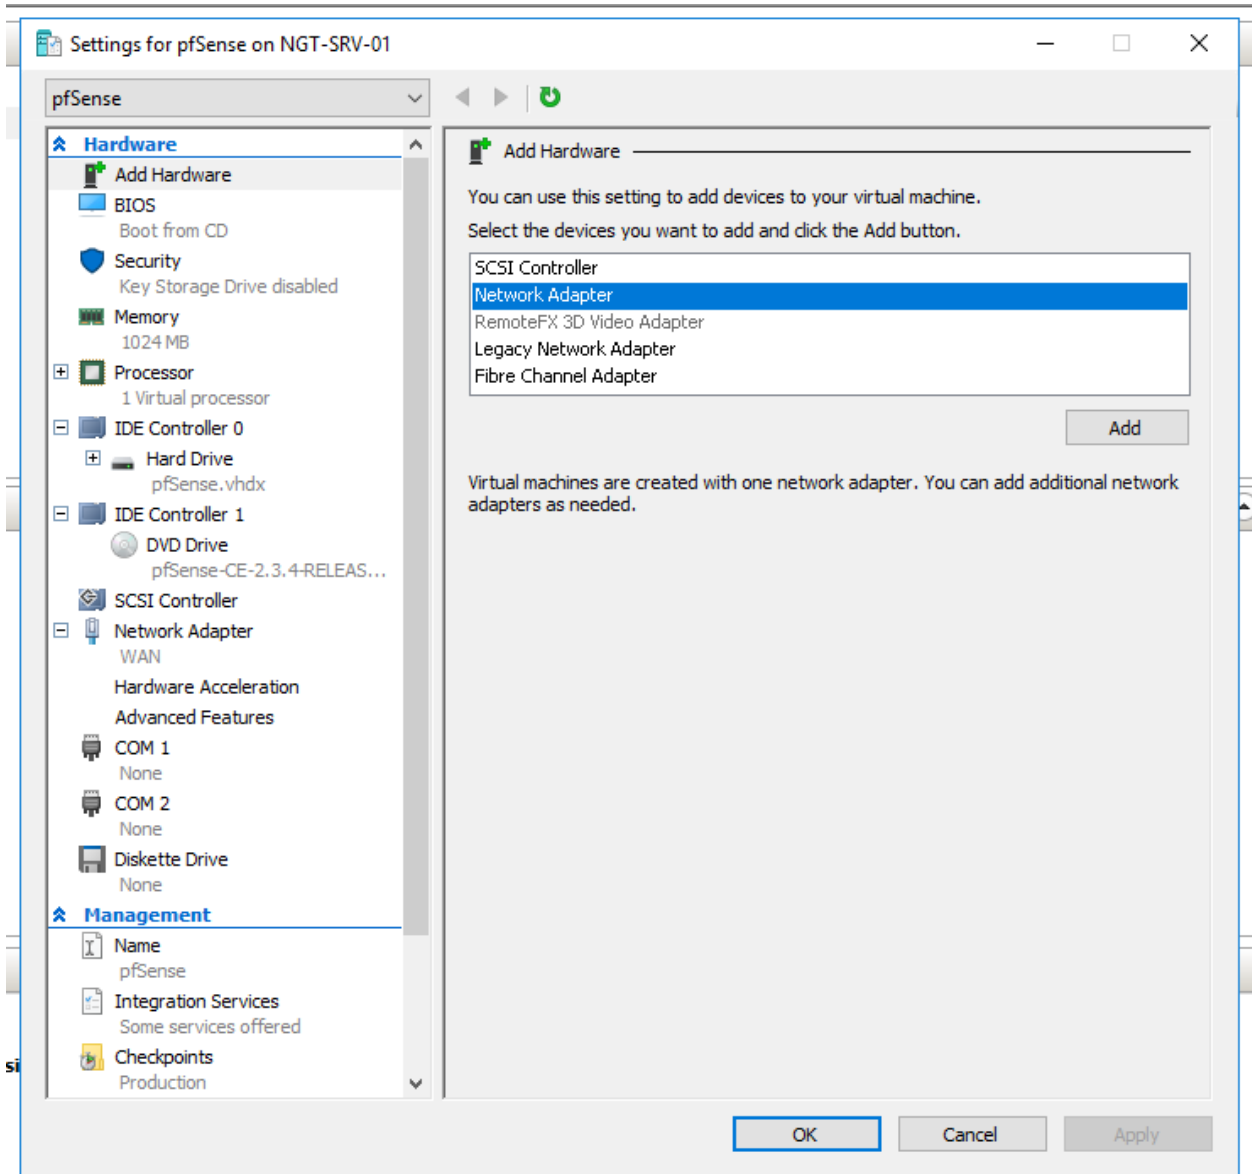 Settings for pfSense on NGT-SRV-01
pfSense
Hardware
Add Hardware
BIOS
Boot from CD
Security
Key Storage Drive disabled
Memory
1024 MB
Processor
1 Virtual processor
IDE Controller 0
Hard Drive
pfSense.vhdx
IDE Controller 1
DVD Drive
pfSense-CE-2.3.4-RELEAS...
SCSI Controller
Network Adapter
WAN
Hardware Acceleration
Advanced Features
COM 1
None
COM 2
None
Diskette Drive
None
Management
Name
pfSense
Integration Services
Some services offered
Checkpoints
Production
Add Hardware
You can use this setting to add devices to your virtual machine.
Select the devices you want to add and click the Add button.
SCSI Controller
Network Adapter
RemoteFX 3D Video Adapter
Legacy Network Adapter
Fibre Channel Adapter
Add
Virtual machines are created with one network adapter. You can add additional network
adapters as needed.
si
OK
Cancel
Apply